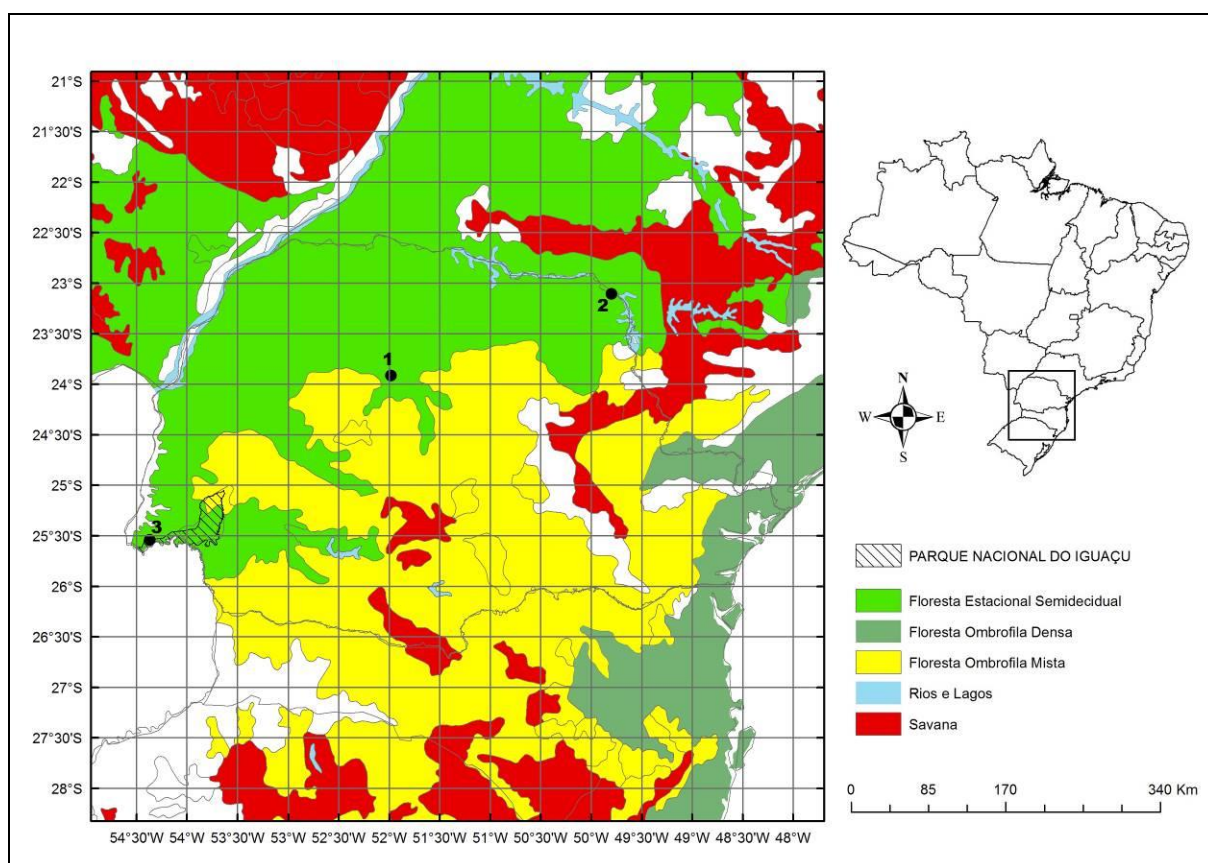 21°S
21°30'S
22°S
22°30'S
23°S
23°30'S
24°S
24°30'S
25°S
25°30'S
26°S
26°30'S
27°S
27°30'S
28°S
54°30'W 54°W 53°30'W 53°W 52°30'W 52°W 51°30'W 51°W 50°30'W 50°W 49°30'W 49°W 48°30'W 48°W
1
2
3
N
W E
S
PARQUE NACIONAL DO IGUAÇU
Floresta Estacional Semidecidual
Floresta Ombrofila Densa
Floresta Ombrofila Mista
Rios e Lagos
Savana
0 85 170 340 Km